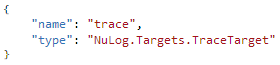 {
    "name": "trace",
    "type": "NuLog.Targets.TraceTarget"
}